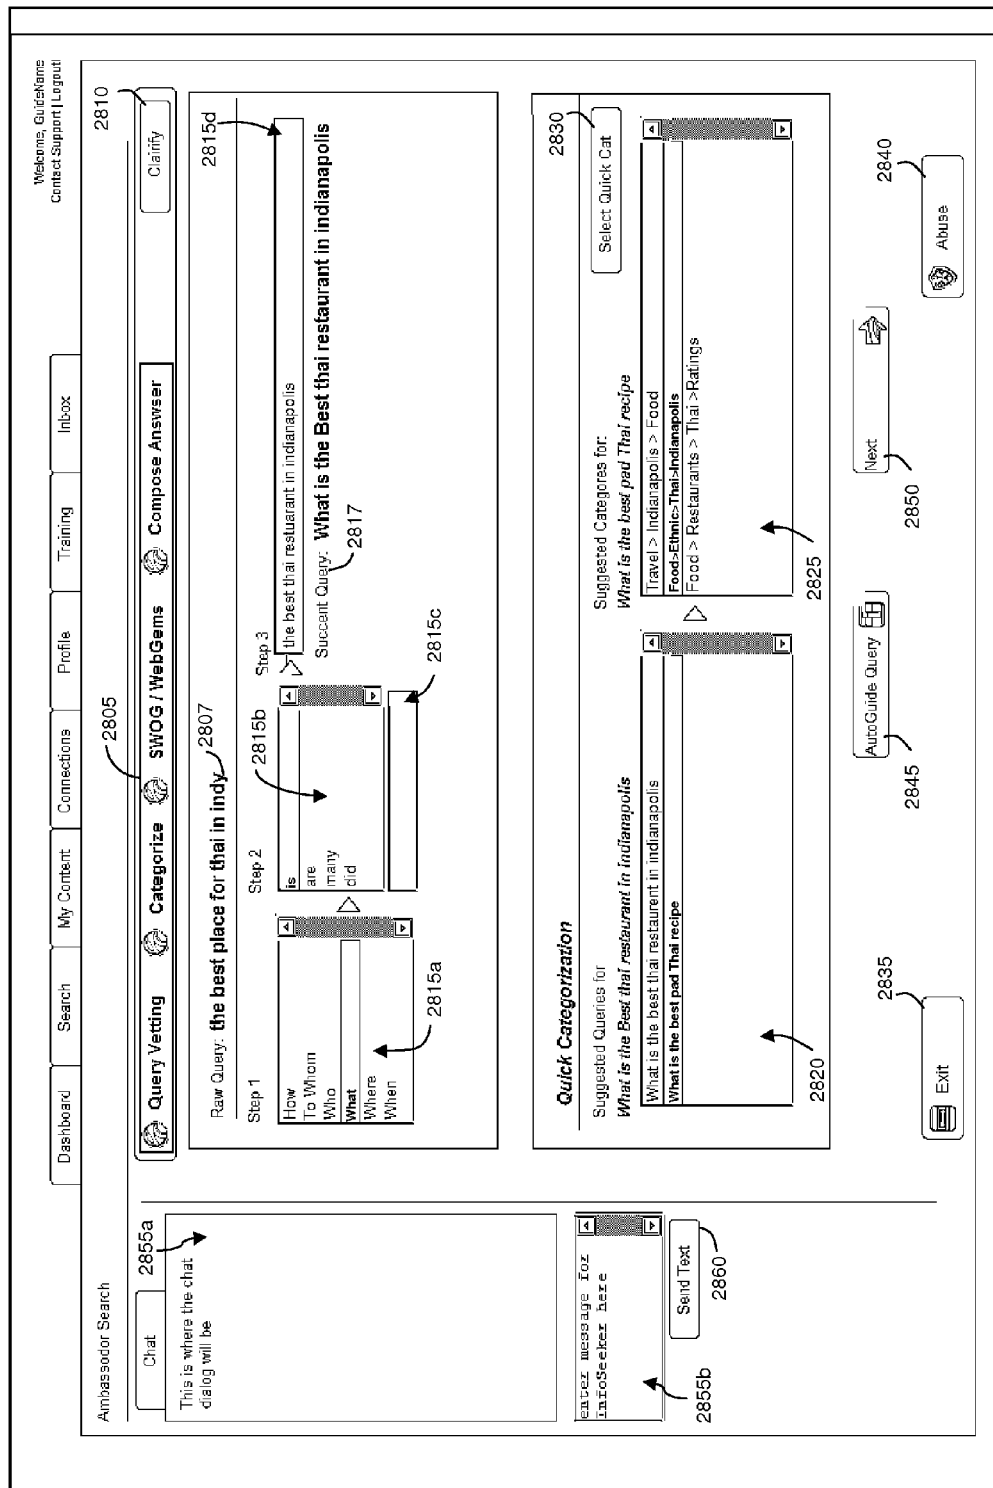 Welcome, GuideName
Contact Support | Logout
Dashboard
Search
My Content
Connections
Profile
Training
Inbox
Ambassodor Search
2805
2810
Query Vetting
Categorize
SWOG / WebGems
Compose Answser
Clairify
Chat
2855a
This is where the chat
dialog will be
enter message for
infoSeeker here
2855b
Send Text
2860
Raw Query: the best place for thai in indy
2807
2815d
Step 1
How
To Whom
Who
What
Where
When
2815a
Step 2
is
are
many
did
2815b
2815c
Step 3
the best thai restuarant in indianapolis
Succent Query: What is the Best thai restaurant in indianapolis
2817
Quick Categorization
2830
Select Quick Cat
Suggested Queries for
What is the Best thai restaurant in indianapolis
What is the best thai restaurent in indianapolis
What is the best pad Thai recipe
2820
Suggested Categores for:
What is the best pad Thai recipe
Travel > Indianapolis > Food
Food>Ethnic>Thai>Indianapolis
Food > Restaurants > Thai >Ratings
2825
2835
Exit
AutoGuide Query
2845
Next
2850
2840
Abuse